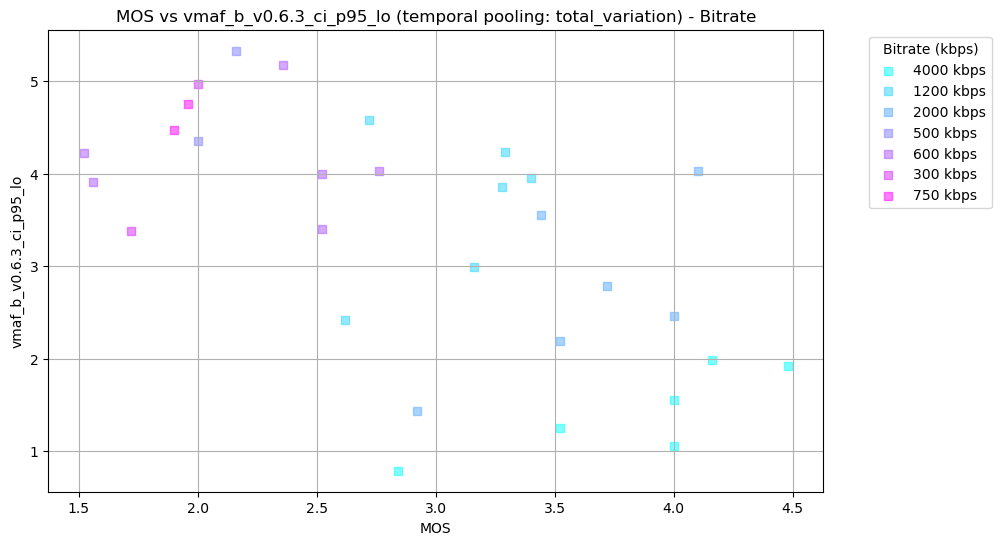 MOS vs vmaf_b_v0.6.3_ci_p95_lo (temporal pooling: total_variation) - Bitrate
vmaf_b_v0.6.3_ci_p95_lo
5
4
3
2
1
1.5 2.0 2.5 3.0 3.5 4.0 4.5
MOS
Bitrate (kbps)
4000 kbps
1200 kbps
2000 kbps
500 kbps
600 kbps
300 kbps
750 kbps